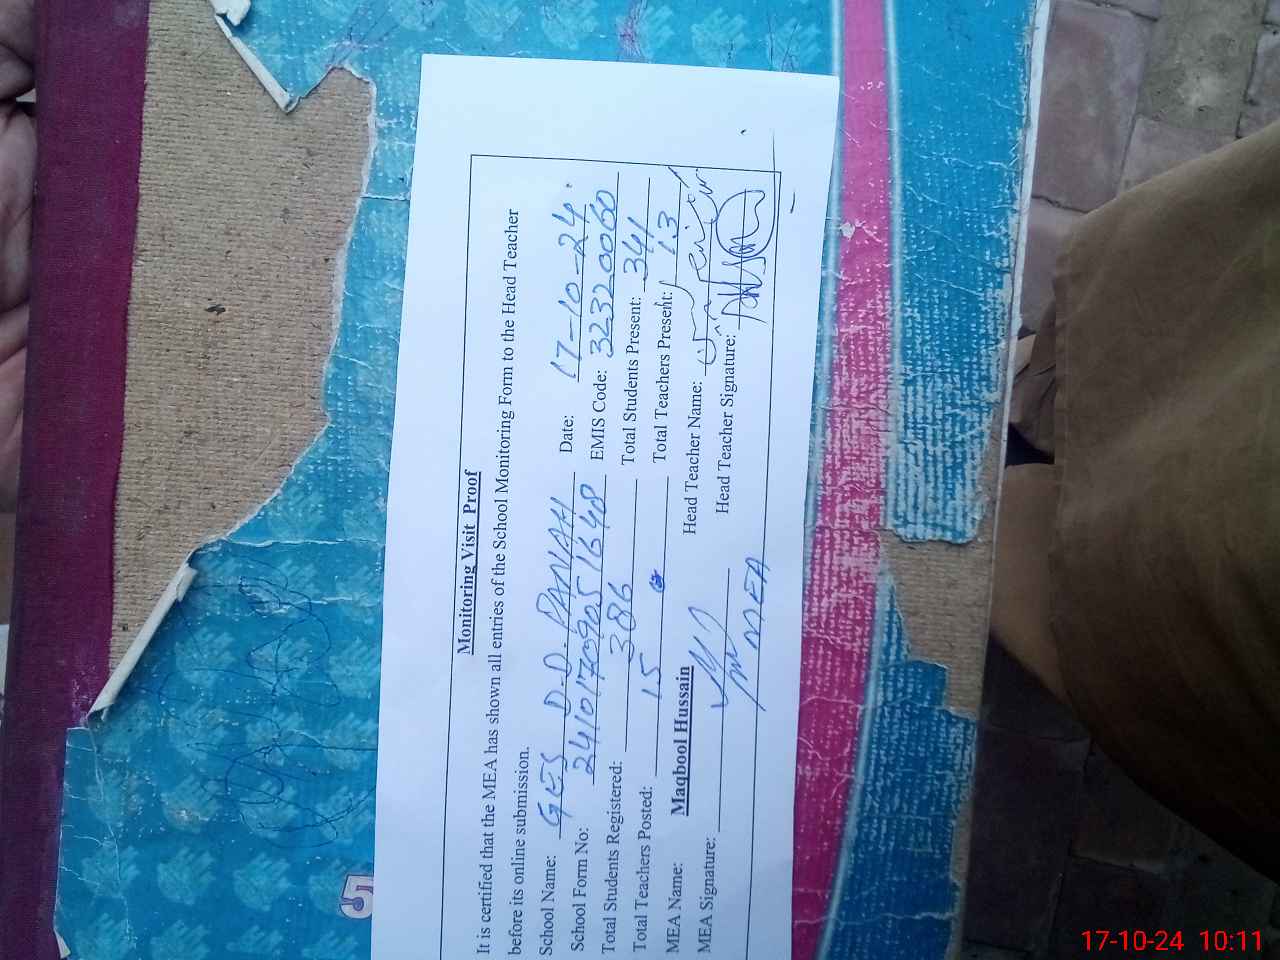 Monitoring Visit Proof
It is certified that the MEA has shown all entries of the School Monitoring Form to the Head Teacher
before its online submission.
School Name: GES D.D. PANAH Date: 17-10-24
School Form No: 2410170990516408 EMIS Code: 32320060
Total Students Registered: 386 Total Students Present: 341
Total Teachers Posted: 15 Total Teachers Present: 13
MEA Name: Maqbool Hussain Head Teacher Name:
MEA Signature: Head Teacher Signature:
MEA
5
17-10-24 10:11